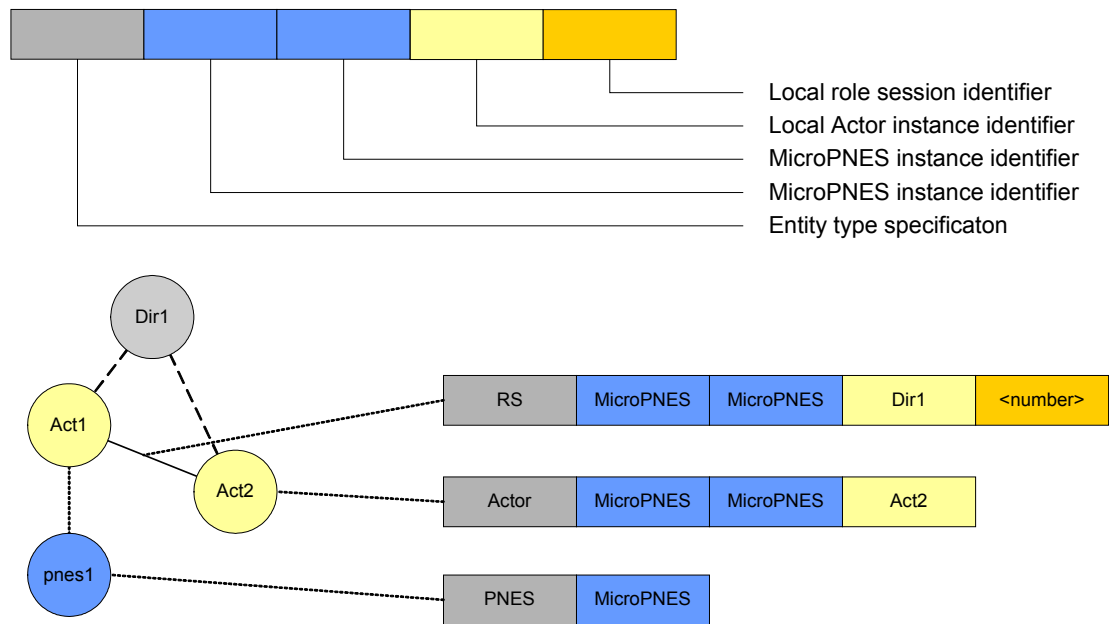 Local role session identifier
Local Actor instance identifier
MicroPNES instance identifier
MicroPNES instance identifier
Entity type specificaton
Dir1
Act1
Act2
pnes1
RS MicroPNES MicroPNES Dir1 <number>
Actor MicroPNES MicroPNES Act2
PNES MicroPNES